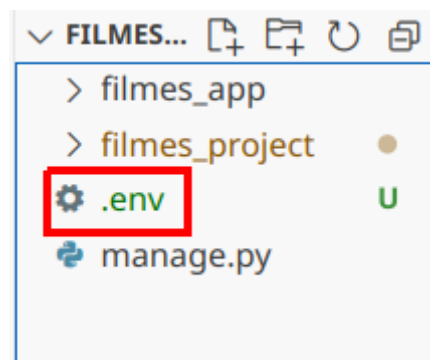 FILMES...
filmes_app
filmes_project
.env U
manage.py